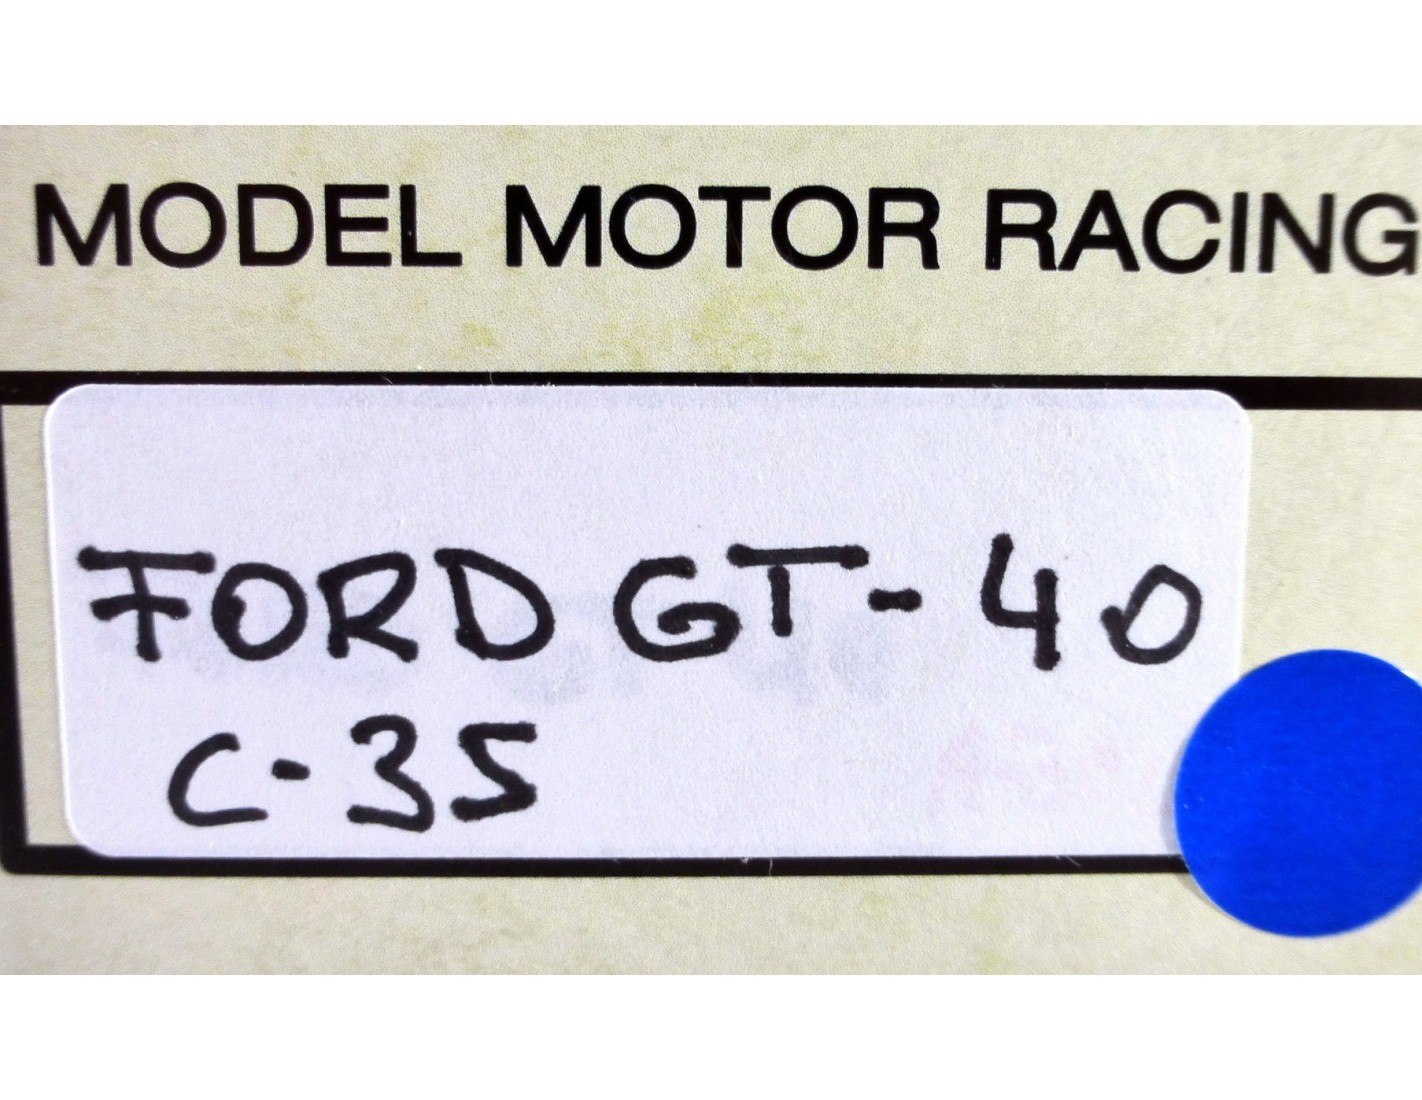 MODEL MOTOR RACING
FORD GT-40
C-35